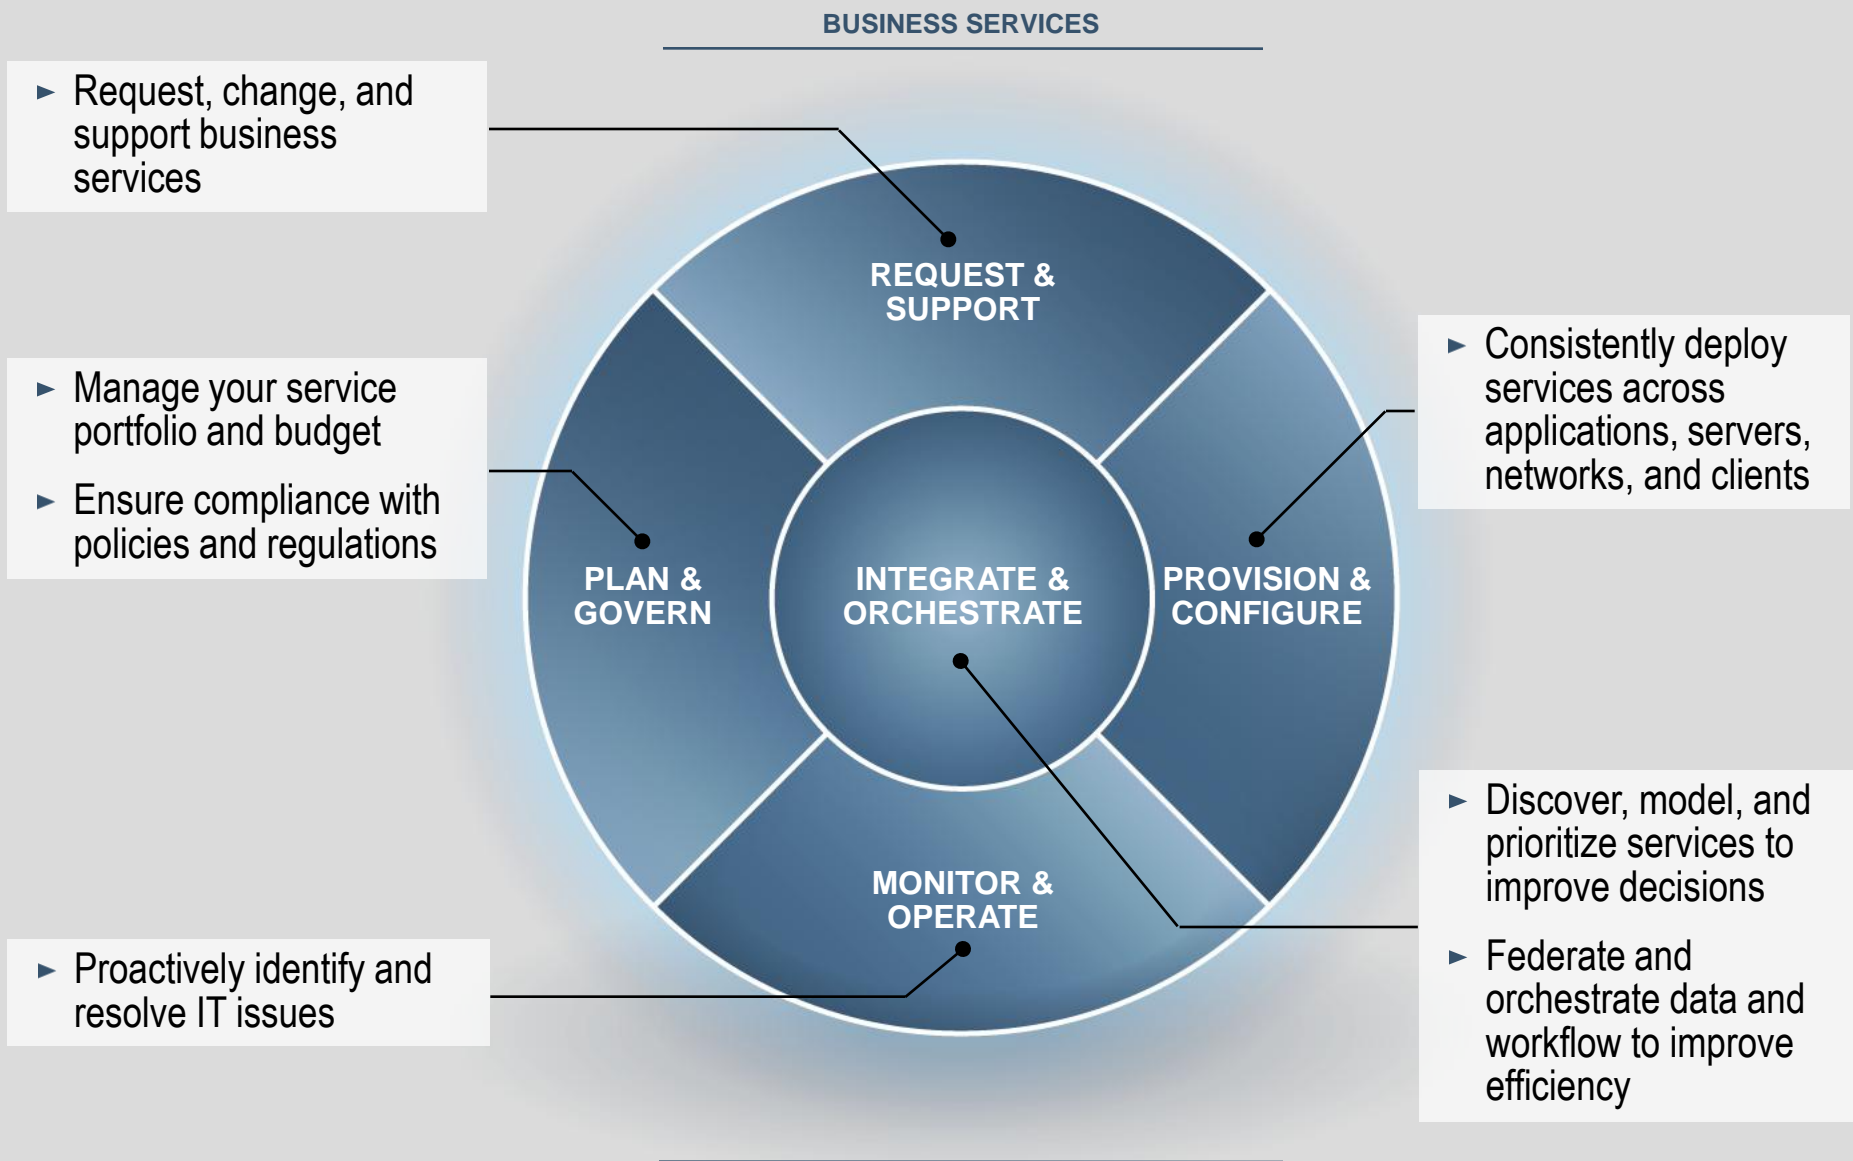 BUSINESS SERVICES
► Request, change, and
support business
services
REQUEST &
SUPPORT
► Manage your service
portfolio and budget
► Ensure compliance with
policies and regulations
► Consistently deploy
services across
applications, servers,
networks, and clients
PLAN &
GOVERN
INTEGRATE &
ORCHESTRATE
PROVISION &
CONFIGURE
MONITOR &
OPERATE
► Proactively identify and
resolve IT issues
► Discover, model, and
prioritize services to
improve decisions
► Federate and
orchestrate data and
workflow to improve
efficiency